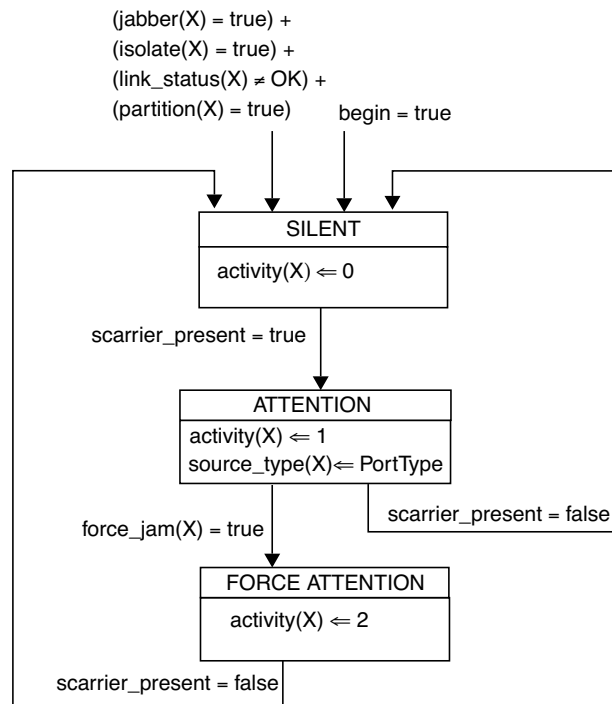 (jabber(X) = true) +
(isolate(X) = true) +
(link_status(X) ≠ OK) +
(partition(X) = true)
begin = true
SILENT
activity(X) ⇐ 0
scarrier_present = true
ATTENTION
activity(X) ⇐ 1
source_type(X)⇐ PortType
scarrier_present = false
force_jam(X) = true
FORCE ATTENTION
activity(X) ⇐ 2
scarrier_present = false